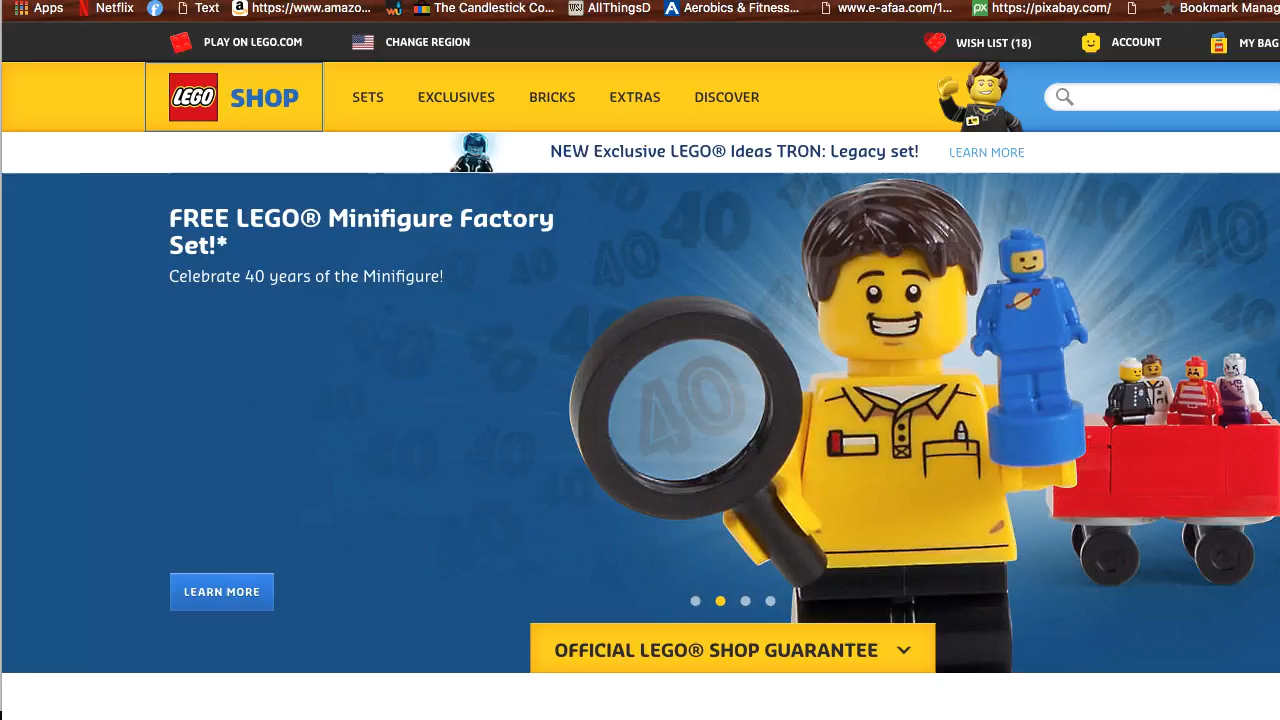 Apps Netflix Text https://www.amazo... The Candlestick Co... WSJ AllThingsD Aerobics & Fitness... www.e-afaa.com/1... px https://pixabay.com/ Bookmark Manag
PLAY ON LEGO.COM CHANGE REGION WISH LIST (18) ACCOUNT MY BAG
LEGO SHOP SETS EXCLUSIVES BRICKS EXTRAS DISCOVER
NEW Exclusive LEGO® Ideas TRON: Legacy set! LEARN MORE
FREE LEGO® Minifigure Factory
Set!*
Celebrate 40 years of the Minifigure!
40
LEARN MORE
OFFICIAL LEGO® SHOP GUARANTEE